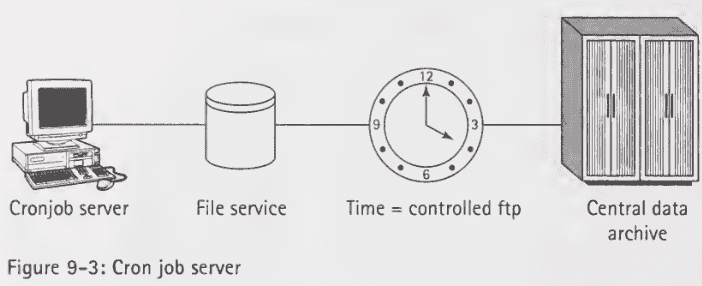 12
9
3
6
Cronjob server
File service
Time = controlled ftp
Central data
archive
Figure 9-3: Cron job server